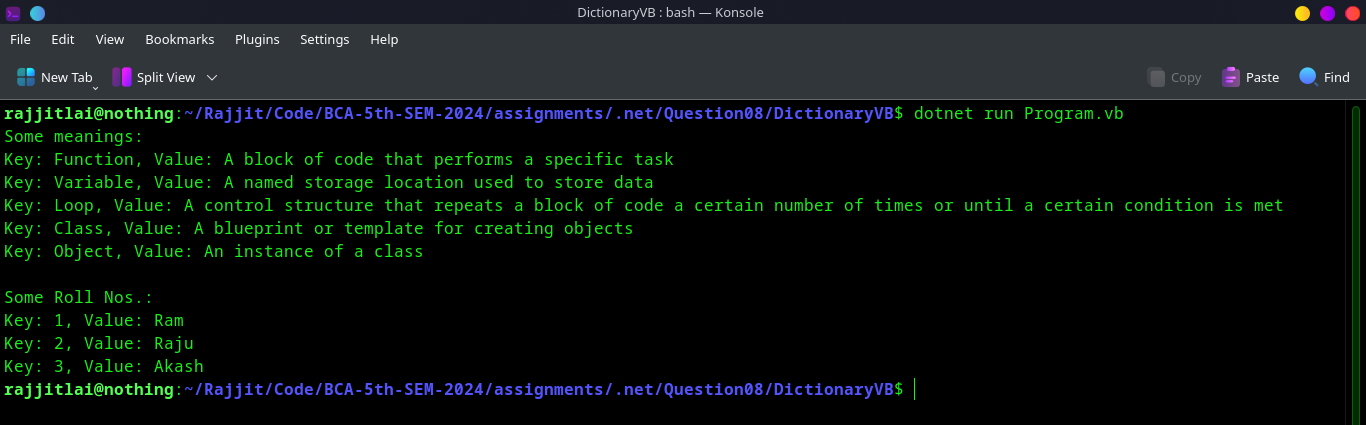 DictionaryVB : bash — Konsole
File Edit View Bookmarks Plugins Settings Help
New Tab Split View Copy Paste Find
rajjitlai@nothing:~/Rajjit/Code/BCA-5th-SEM-2024/assignments/.net/Question08/DictionaryVB$ dotnet run Program.vb
Some meanings:
Key: Function, Value: A block of code that performs a specific task
Key: Variable, Value: A named storage location used to store data
Key: Loop, Value: A control structure that repeats a block of code a certain number of times or until a certain condition is met
Key: Class, Value: A blueprint or template for creating objects
Key: Object, Value: An instance of a class
Some Roll Nos.:
Key: 1, Value: Ram
Key: 2, Value: Raju
Key: 3, Value: Akash
rajjitlai@nothing:~/Rajjit/Code/BCA-5th-SEM-2024/assignments/.net/Question08/DictionaryVB$